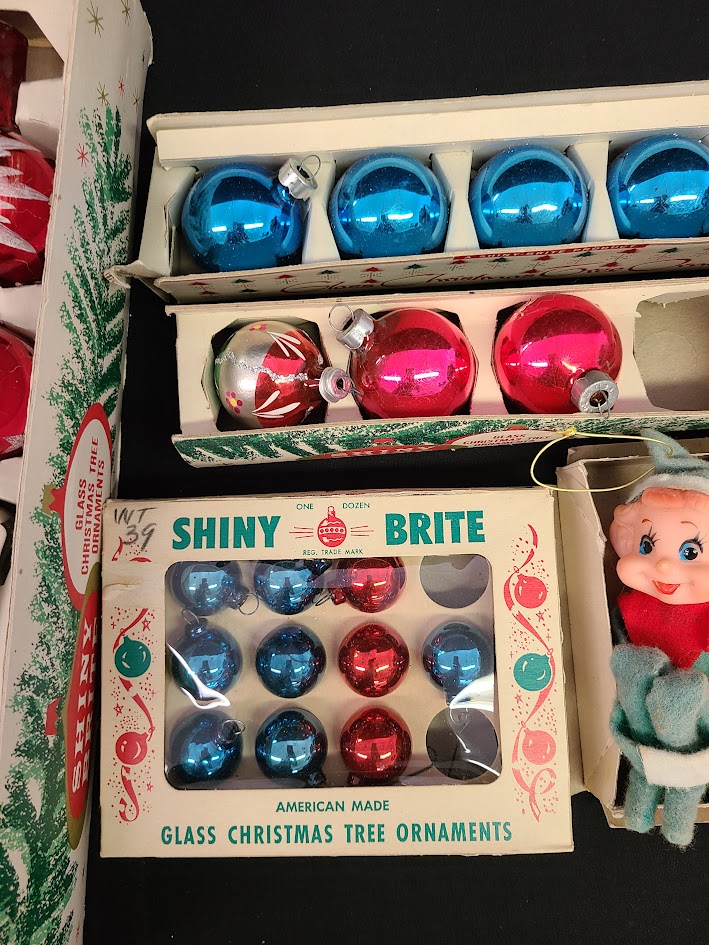 GLASS
CHRISTMAS TREE
ORNAMENTS
SHINY
GLASS
WT
39
ONE DOZEN
SHINY BRITE
REG. TRADE MARK
AMERICAN MADE
GLASS CHRISTMAS TREE ORNAMENTS